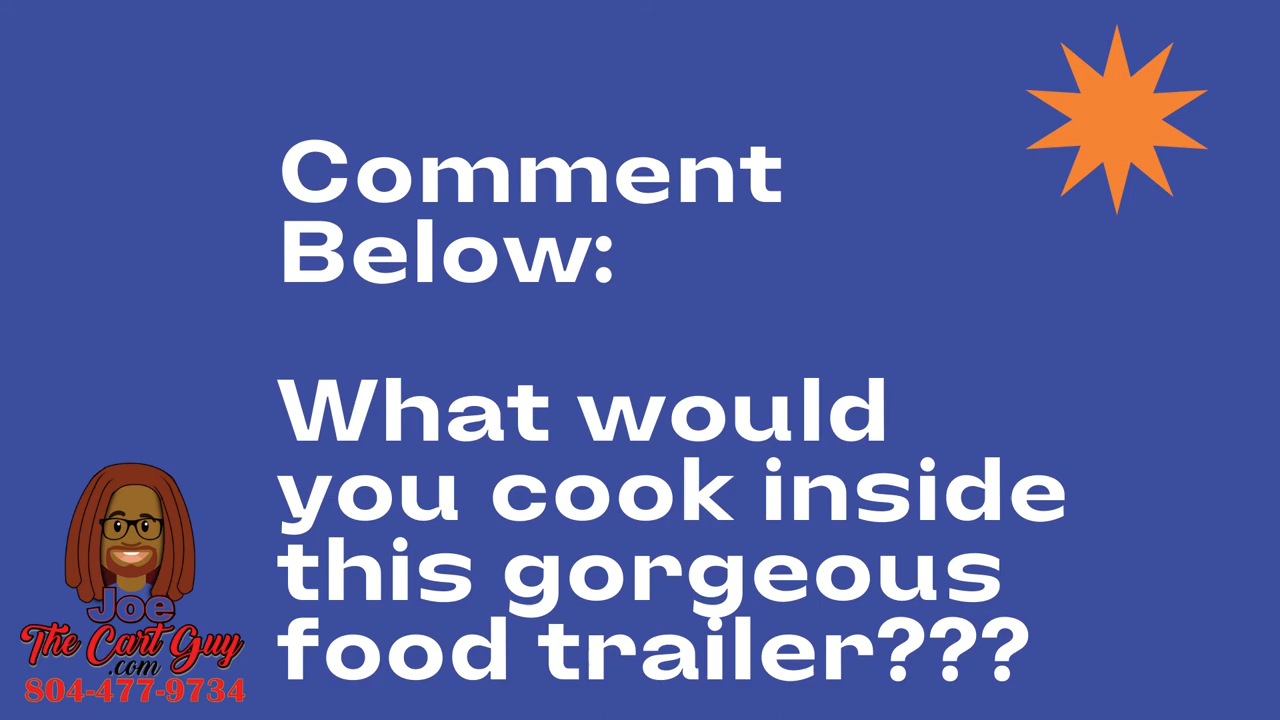 Comment
Below:
What would
you cook inside
this gorgeous
food trailer???
Joe
The Cart Guy
.com
804-477-9734